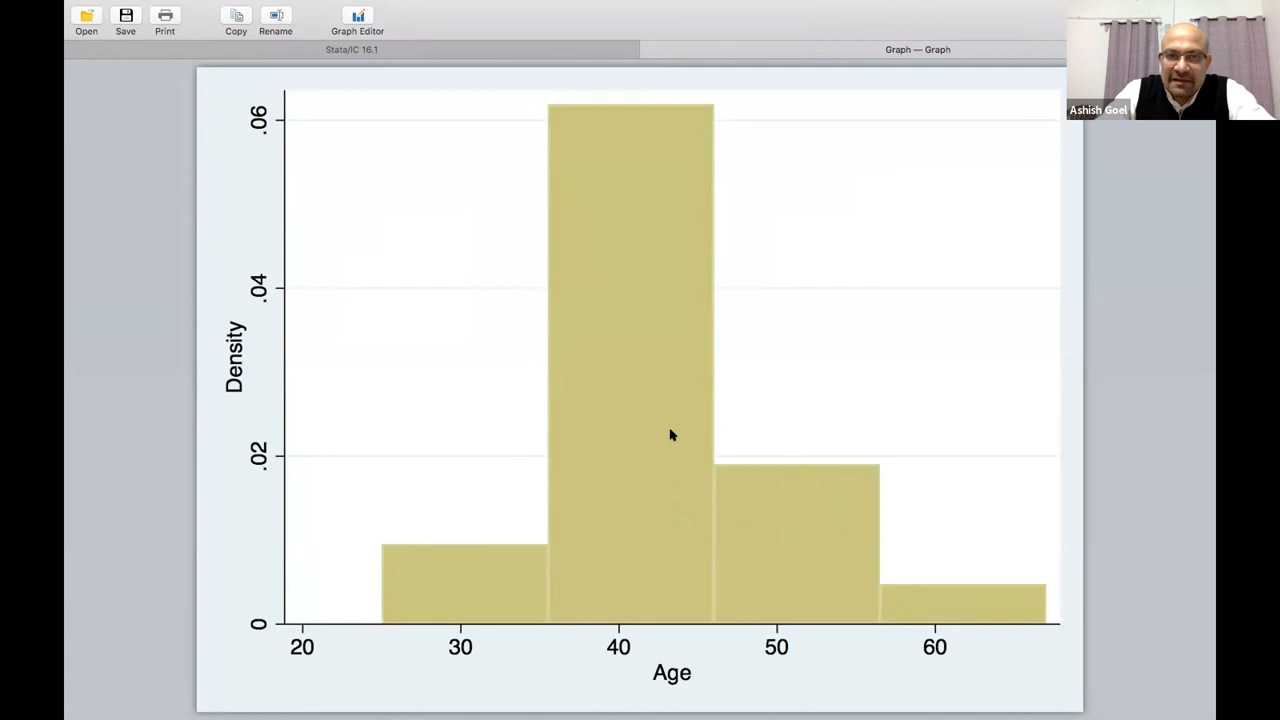 Open Save Print Copy Rename Graph Editor
Stata/IC 16.1 Graph — Graph
Ashish Goel
.06
.04
.02
0
Density
20 30 40 50 60
Age